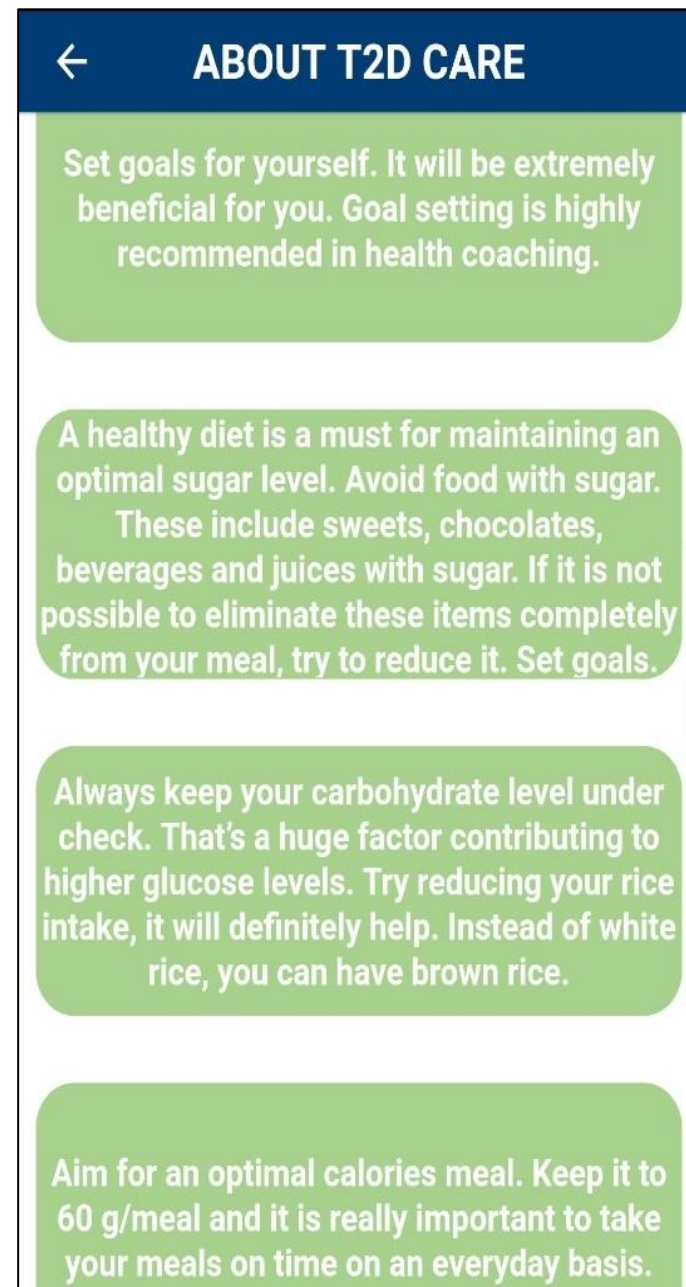 ABOUT T2D CARE
Set goals for yourself. It will be extremely
beneficial for you. Goal setting is highly
recommended in health coaching.
A healthy diet is a must for maintaining an
optimal sugar level. Avoid food with sugar.
These include sweets, chocolates,
beverages and juices with sugar. If it is not
possible to eliminate these items completely
from your meal, try to reduce it. Set goals.
Always keep your carbohydrate level under
check. That’s a huge factor contributing to
higher glucose levels. Try reducing your rice
intake, it will definitely help. Instead of white
rice, you can have brown rice.
Aim for an optimal calories meal. Keep it to
60 g/meal and it is really important to take
your meals on time on an everyday basis.